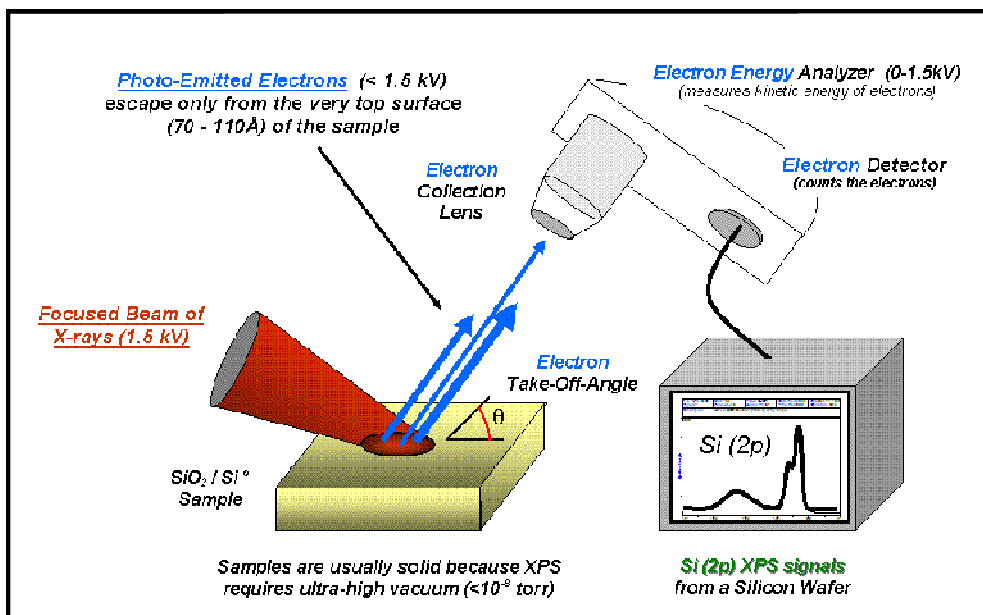 Photo-Emitted Electrons (< 1.5 kV)
escape only from the very top surface
(70 - 110Å) of the sample
Electron Energy Analyzer (0-1.5kV)
(measures kinetic energy of electrons)
Electron Detector
(counts the electrons)
Electron
Collection
Lens
Focused Beam of
X-rays (1.5 kV)
Electron
Take-Off-Angle
θ
SiO₂ / Si°
Sample
Si (2p)
Samples are usually solid because XPS
requires ultra-high vacuum (<10⁻⁹ torr)
Si (2p) XPS signals
from a Silicon Wafer